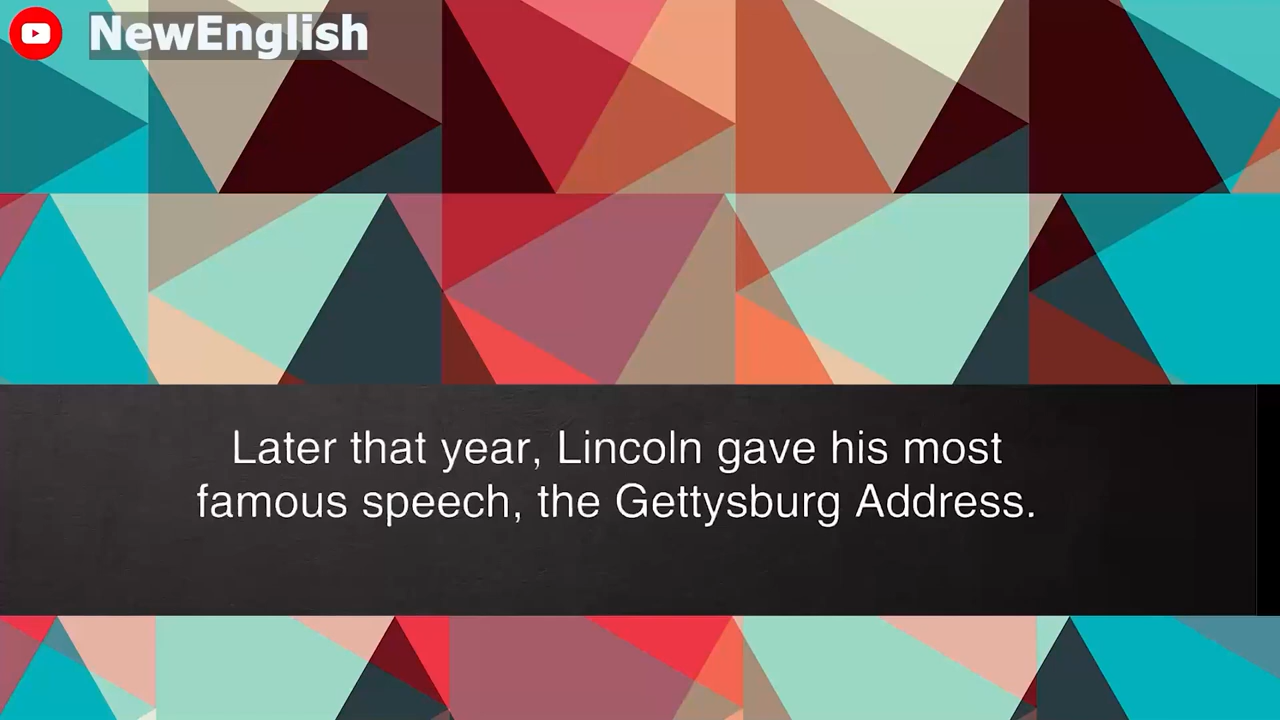 NewEnglish
Later that year, Lincoln gave his most
famous speech, the Gettysburg Address.